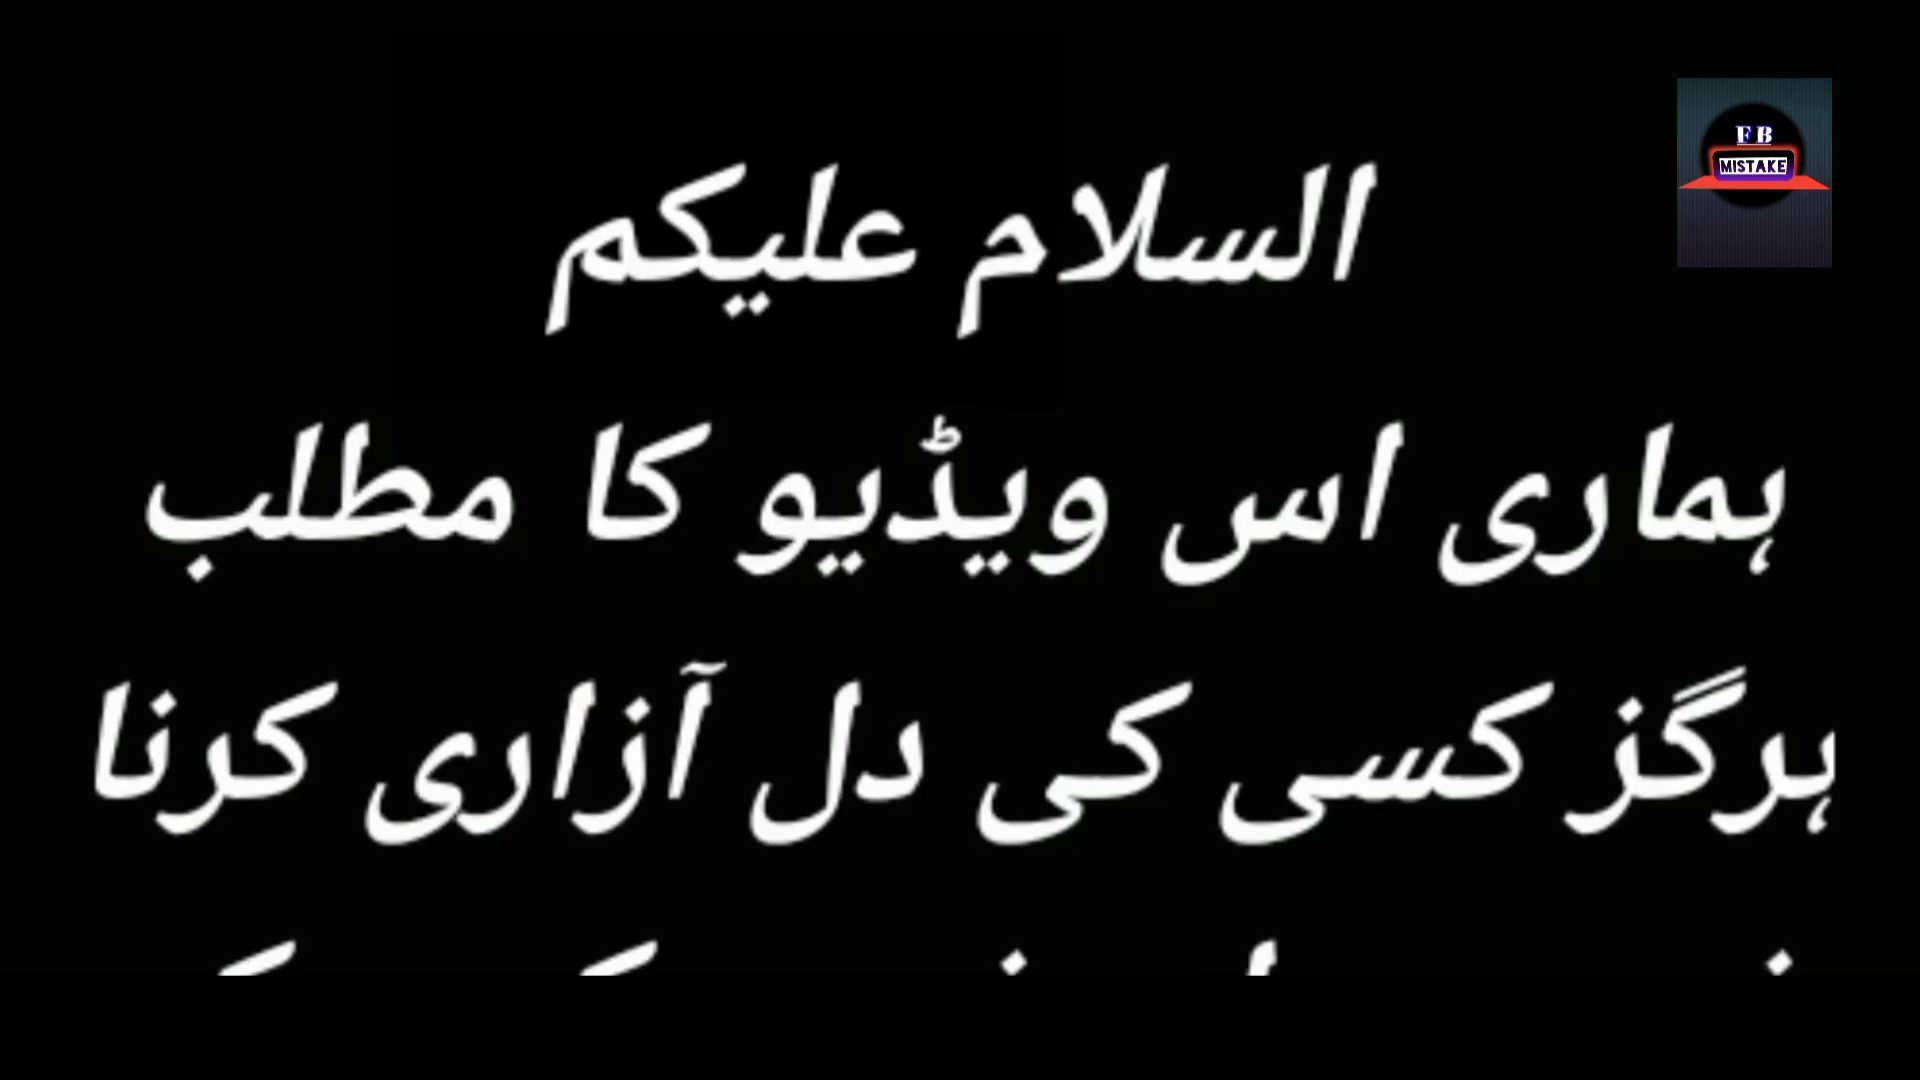 السلام علیکم
ہماری اس ویڈیو کا مطلب
ہرگز کسی کی دل آزاری کرنا
FB
MISTAKE